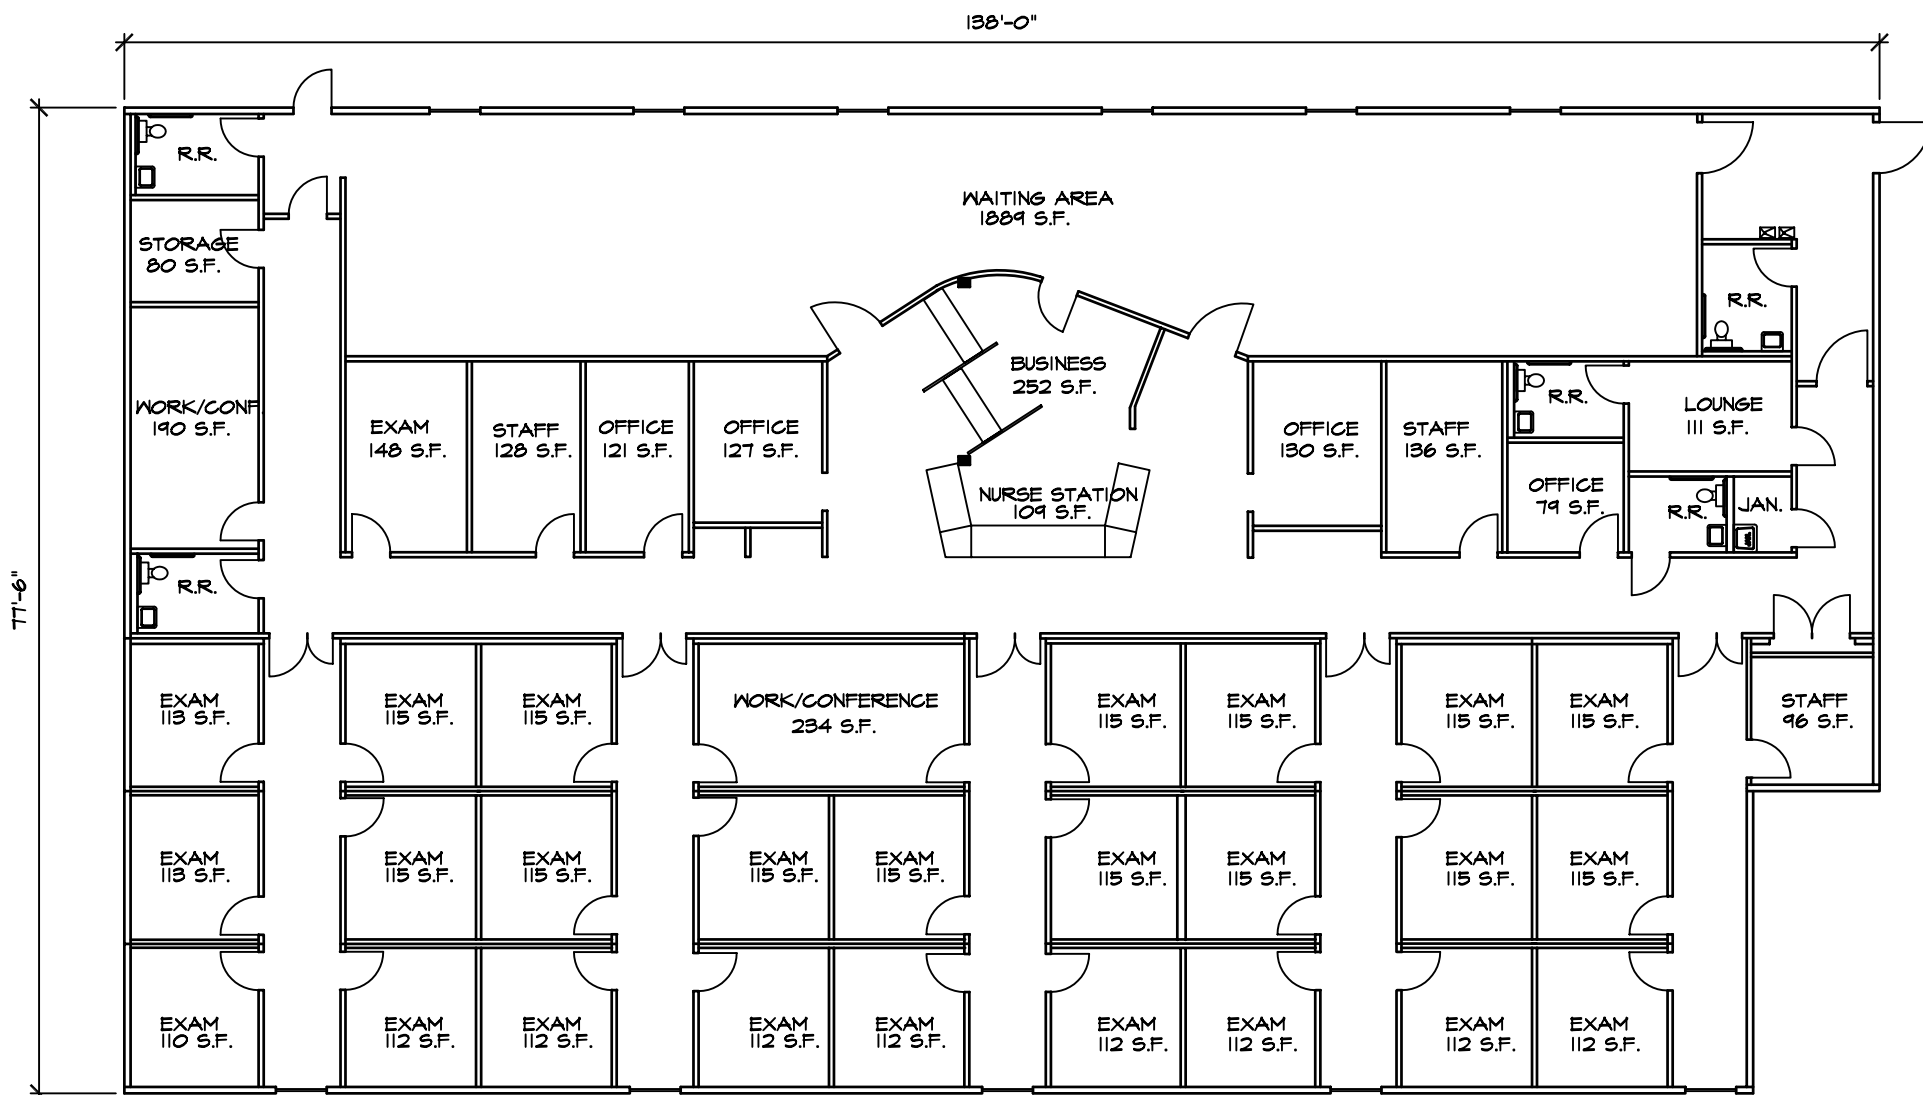 138'-0"
77'-6"
R.R.
WAITING AREA
1889 S.F.
STORAGE
80 S.F.
R.R.
BUSINESS
252 S.F.
WORK/CONF.
190 S.F.
EXAM
148 S.F.
STAFF
128 S.F.
OFFICE
121 S.F.
OFFICE
127 S.F.
OFFICE
130 S.F.
STAFF
136 S.F.
R.R.
LOUNGE
111 S.F.
NURSE STATION
109 S.F.
OFFICE
79 S.F.
R.R.
JAN.
R.R.
EXAM
113 S.F.
EXAM
115 S.F.
EXAM
115 S.F.
WORK/CONFERENCE
234 S.F.
EXAM
115 S.F.
EXAM
115 S.F.
EXAM
115 S.F.
EXAM
115 S.F.
STAFF
96 S.F.
EXAM
113 S.F.
EXAM
115 S.F.
EXAM
115 S.F.
EXAM
115 S.F.
EXAM
115 S.F.
EXAM
115 S.F.
EXAM
115 S.F.
EXAM
115 S.F.
EXAM
115 S.F.
EXAM
110 S.F.
EXAM
112 S.F.
EXAM
112 S.F.
EXAM
112 S.F.
EXAM
112 S.F.
EXAM
112 S.F.
EXAM
112 S.F.
EXAM
112 S.F.
EXAM
112 S.F.